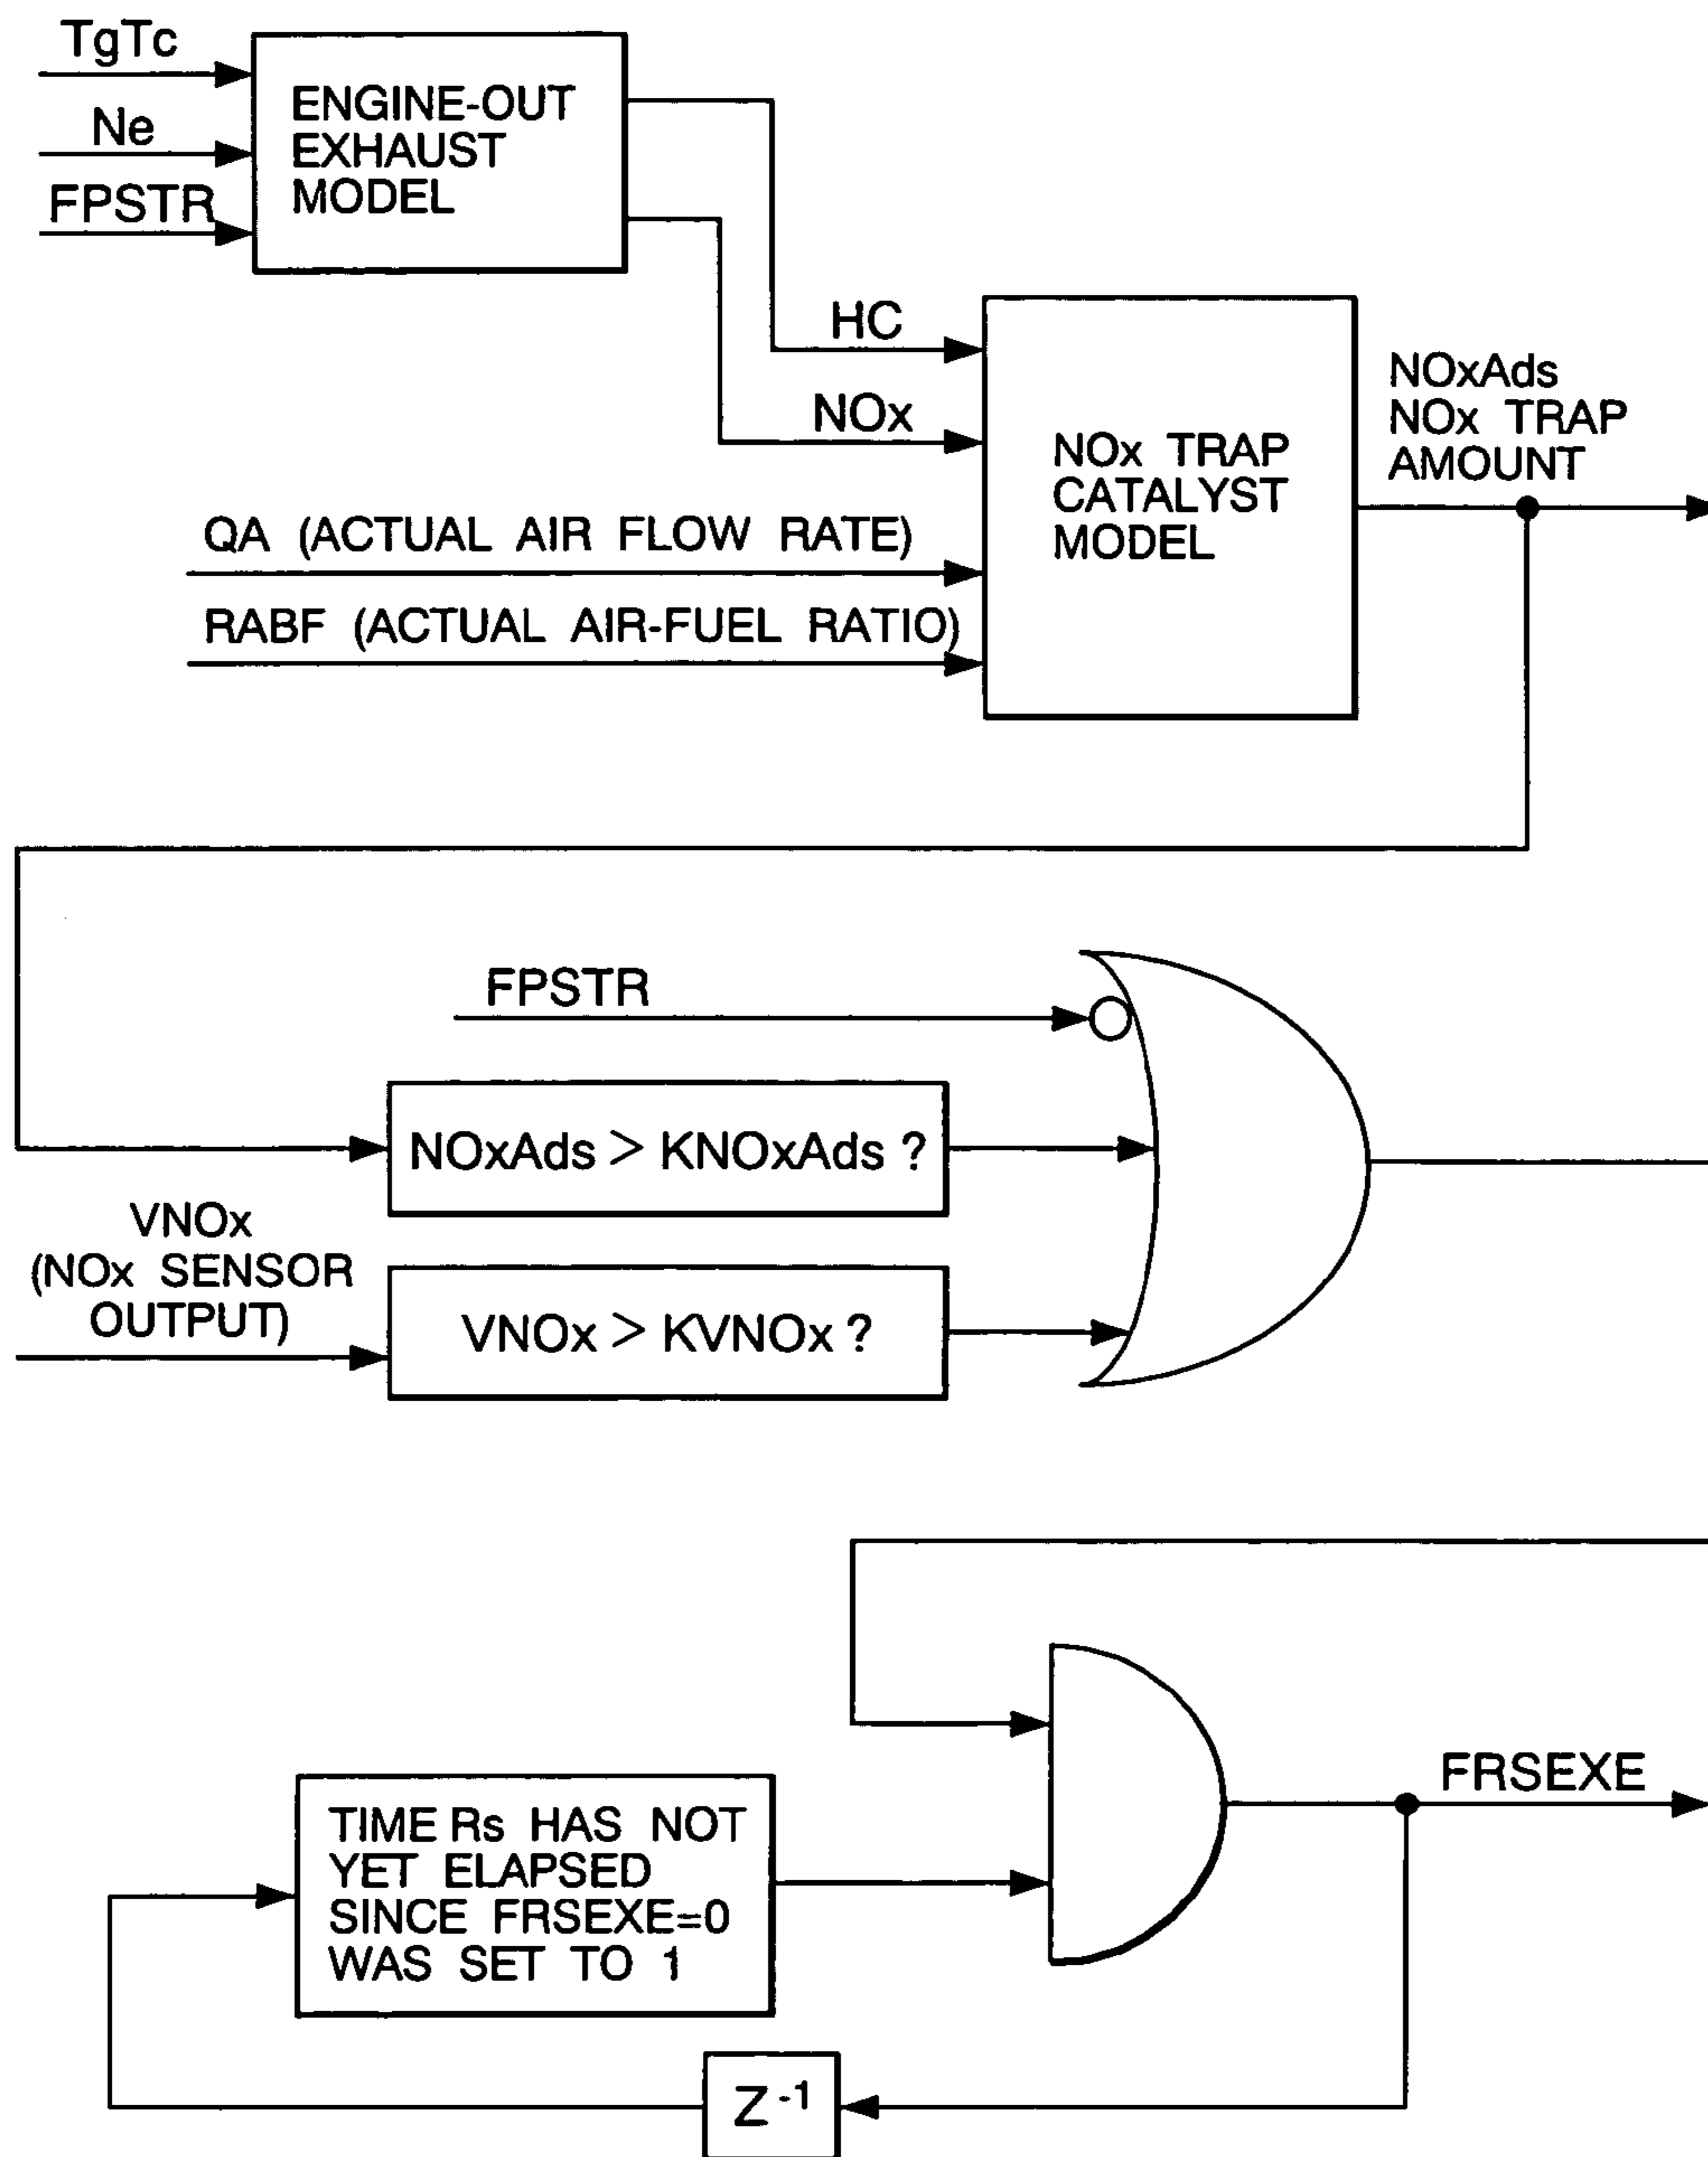 TgTc
Ne
FPSTR
ENGINE-OUT
EXHAUST
MODEL
HC
NOx
QA (ACTUAL AIR FLOW RATE)
RABF (ACTUAL AIR-FUEL RATIO)
NOx TRAP
CATALYST
MODEL
NOxAds
NOx TRAP
AMOUNT
FPSTR
NOxAds > KNOxAds ?
VNOx
(NOx SENSOR
OUTPUT)
VNOx > KVNOx ?
TIME Rs HAS NOT
YET ELAPSED
SINCE FRSEXE=0
WAS SET TO 1
FRSEXE
Z⁻¹